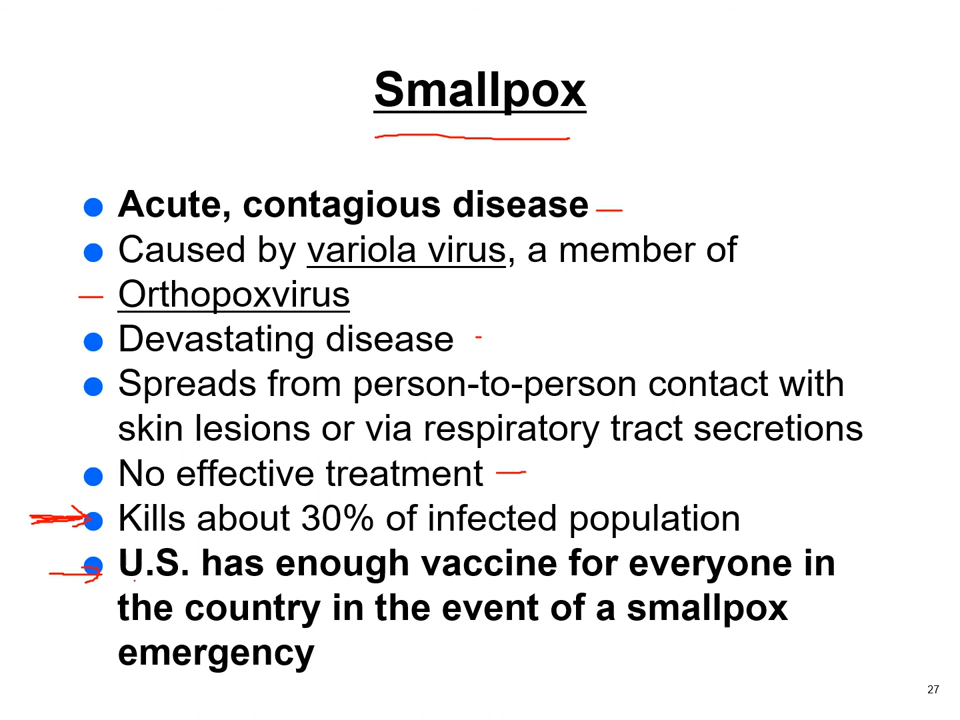 Smallpox
Acute, contagious disease
Caused by variola virus, a member of
Orthopoxvirus
Devastating disease
Spreads from person-to-person contact with
skin lesions or via respiratory tract secretions
No effective treatment
Kills about 30% of infected population
U.S. has enough vaccine for everyone in
the country in the event of a smallpox
emergency
27